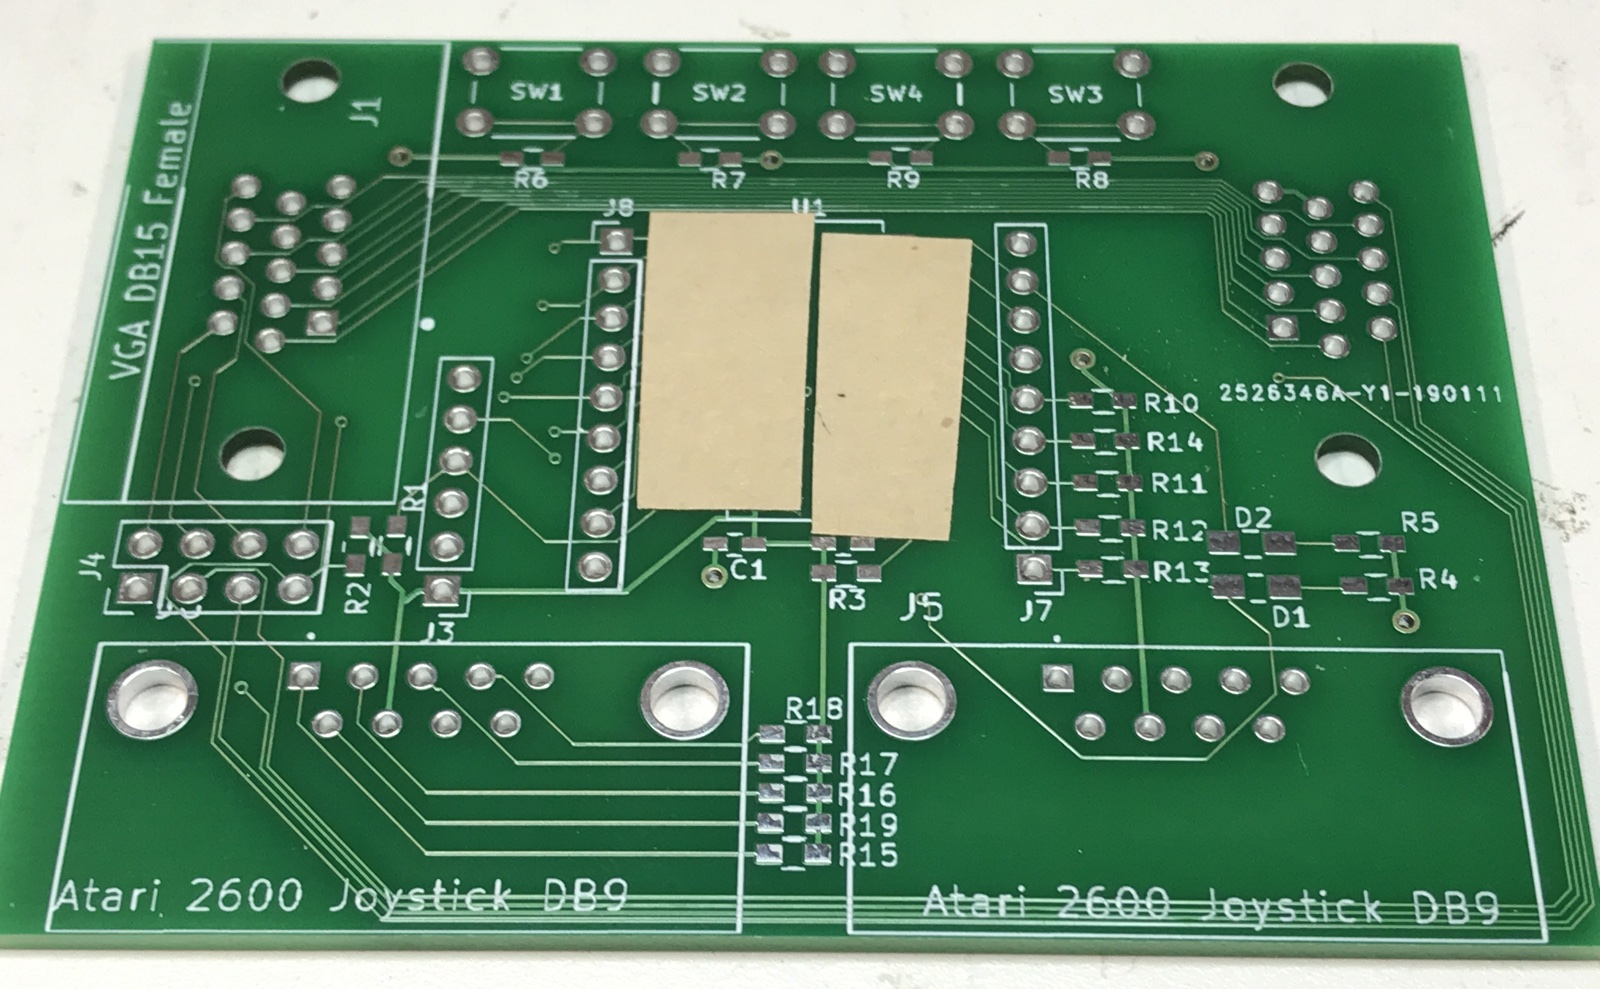 SW1
SW2
SW4
SW3
J1
VGA DB15 Female
R6
R7
R9
R8
J8
U1
2526346A-Y1-190111
R10
R14
R11
R12
R13
R1
R2
J4
J3
C1
R3
J5
J7
D2
R5
R4
D1
R18
R17
R16
R19
R15
Atari 2600 Joystick DB9
Atari 2600 Joystick DB9